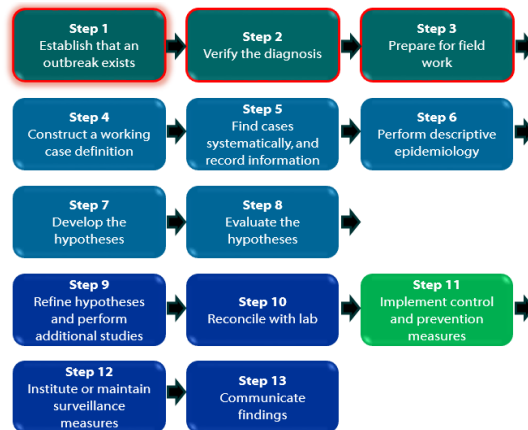 Step 1
Establish that an
outbreak exists
Step 2
Verify the diagnosis
Step 3
Prepare for field
work
Step 4
Construct a working
case definition
Step 5
Find cases
systematically, and
record information
Step 6
Perform descriptive
epidemiology
Step 7
Develop the
hypotheses
Step 8
Evaluate the
hypotheses
Step 9
Refine hypotheses
and perform
additional studies
Step 10
Reconcile with lab
Step 11
Implement control
and prevention
measures
Step 12
Institute or maintain
surveillance
measures
Step 13
Communicate
findings